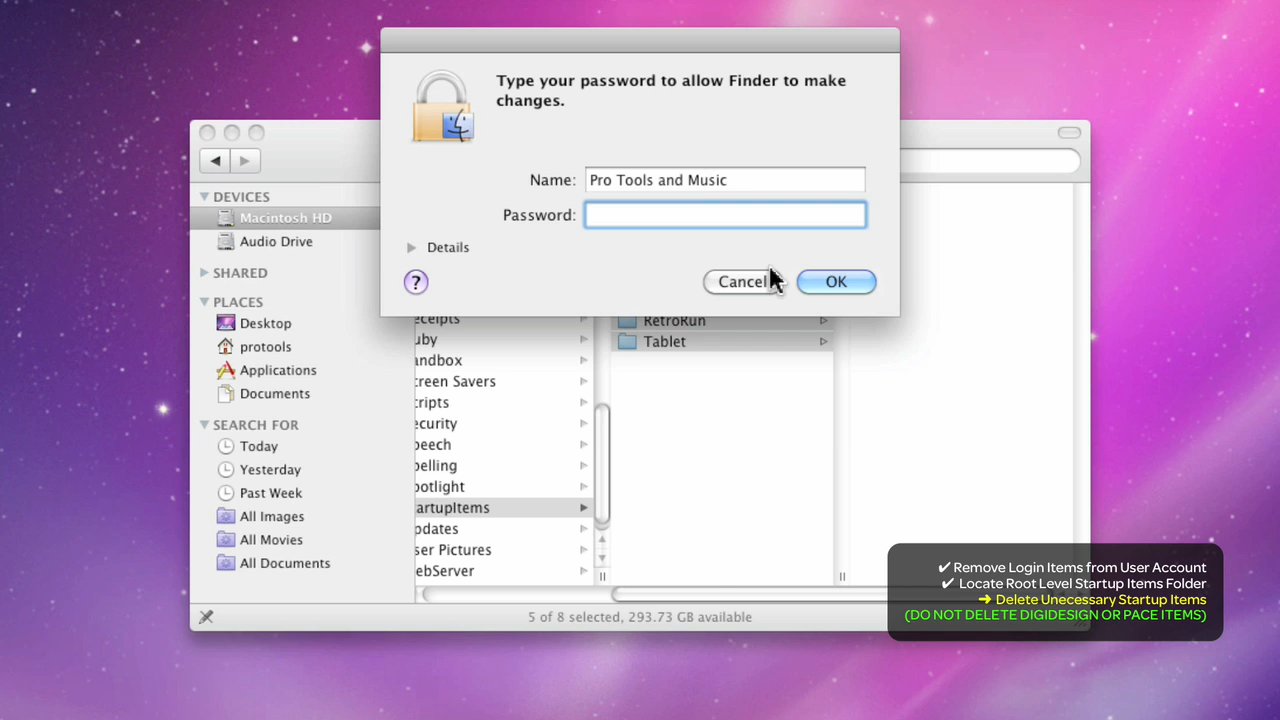 Type your password to allow Finder to make
changes.
Name: Pro Tools and Music
Password:
Details
?
Cancel
OK
DEVICES
Macintosh HD
Audio Drive
SHARED
PLACES
Desktop
protools
Applications
Documents
SEARCH FOR
Today
Yesterday
Past Week
All Images
All Movies
All Documents
eceipts
uby
andbox
creen Savers
cripts
ecurity
peech
pelling
potlight
artupItems
pdates
ser Pictures
ebServer
RetroRun
Tablet
5 of 8 selected, 293.73 GB available
✔ Remove Login Items from User Account
✔ Locate Root Level Startup Items Folder
➜ Delete Unecessary Startup Items
(DO NOT DELETE DIGIDESIGN OR PACE ITEMS)